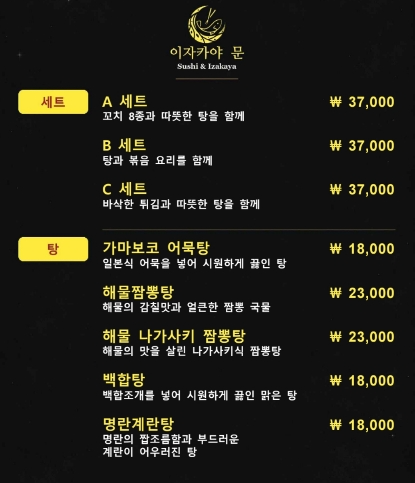 이자카야 문
Sushi & Izakaya
세트
A 세트 ₩ 37,000
꼬치 8종과 따뜻한 탕을 함께
B 세트 ₩ 37,000
탕과 볶음 요리를 함께
C 세트 ₩ 37,000
바삭한 튀김과 따뜻한 탕을 함께
탕
가마보코 어묵탕 ₩ 18,000
일본식 어묵을 넣어 시원하게 끓인 탕
해물짬뽕탕 ₩ 23,000
해물의 감칠맛과 얼큰한 짬뽕 국물
해물 나가사키 짬뽕탕 ₩ 23,000
해물의 맛을 살린 나가사키식 짬뽕탕
백합탕 ₩ 18,000
백합조개를 넣어 시원하게 끓인 맑은 탕
명란계란탕 ₩ 18,000
명란의 짭조름함과 부드러운
계란이 어우러진 탕